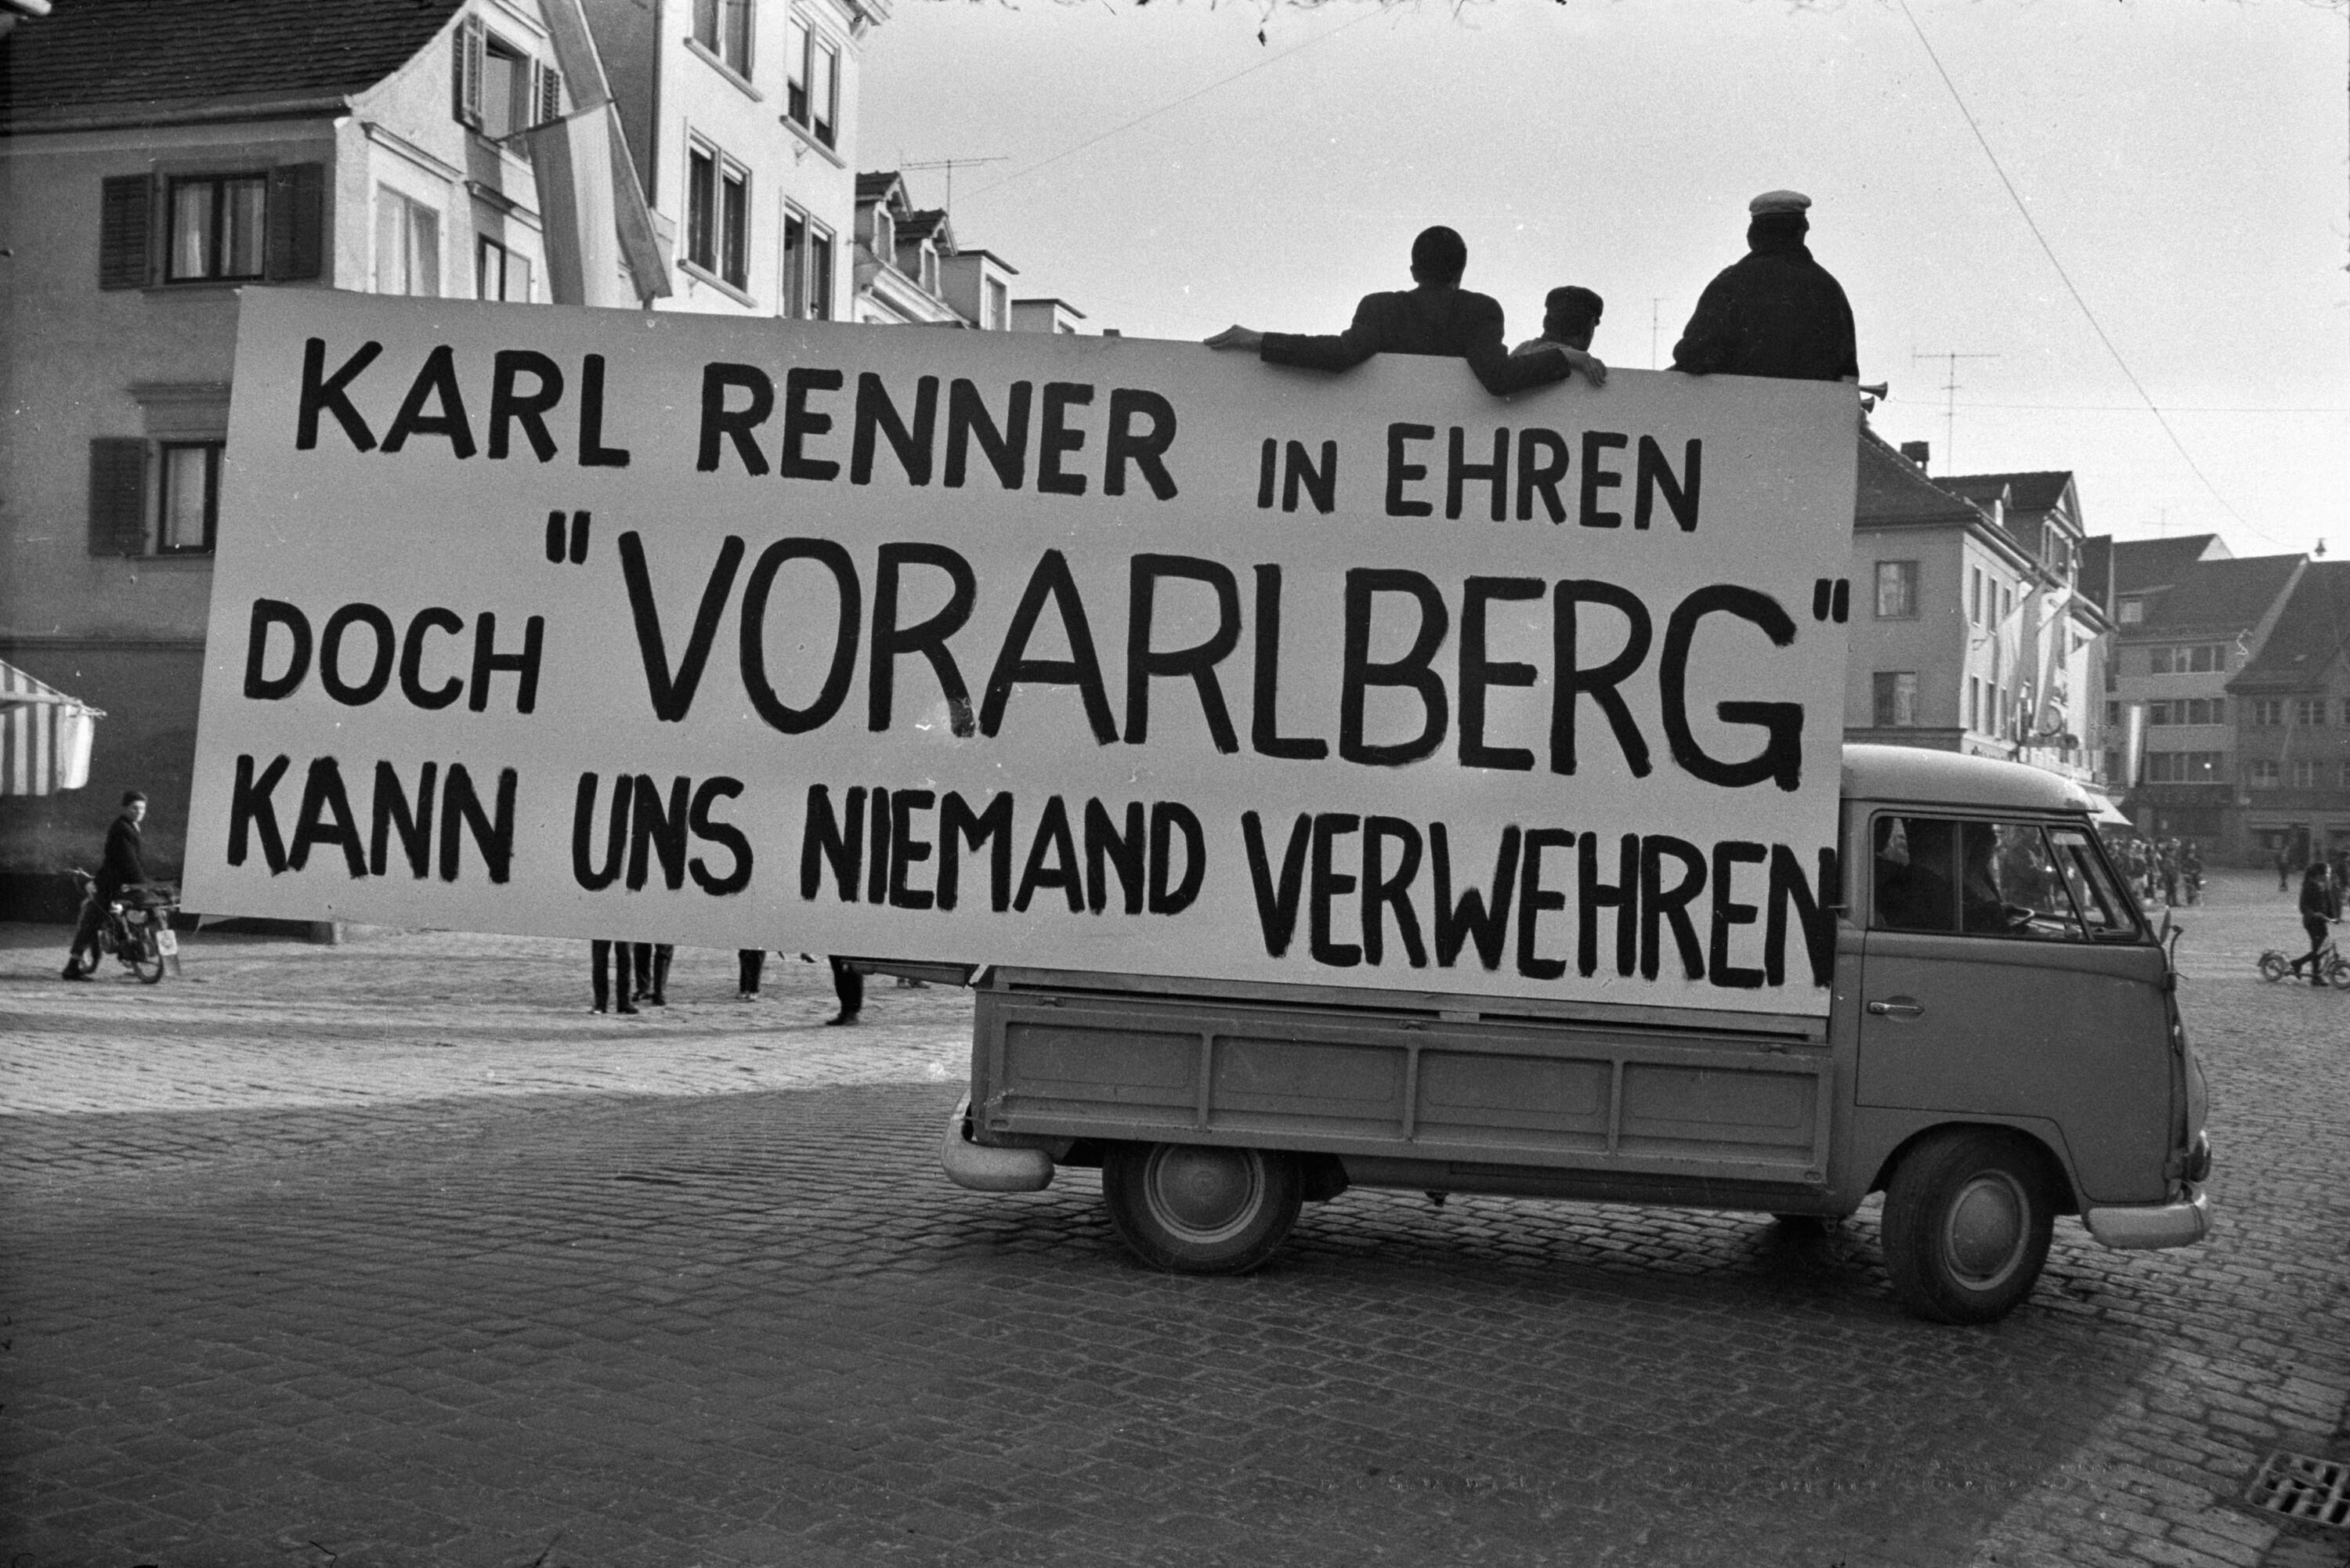 KARL RENNER IN EHREN
DOCH "VORARLBERG"
KANN UNS NIEMAND VERWEHREN